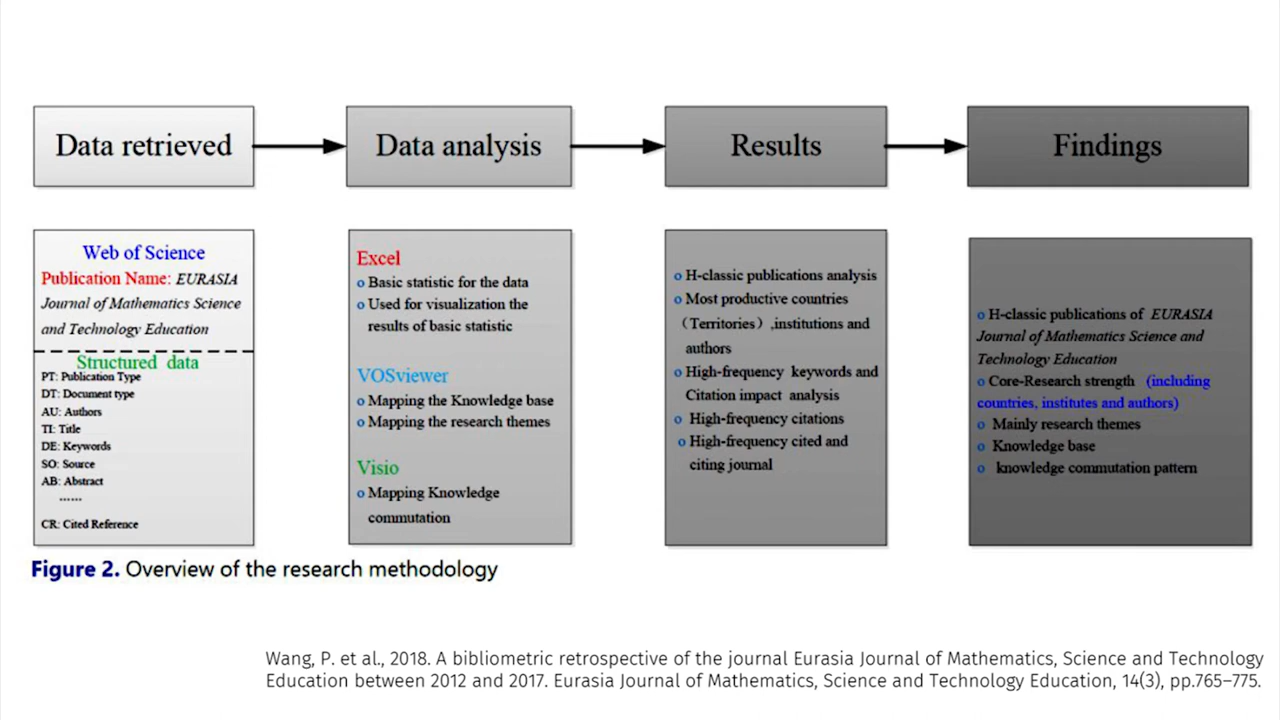 Data retrieved
Data analysis
Results
Findings
Web of Science
Publication Name: EURASIA
Journal of Mathematics Science
and Technology Education
Structured data
PT: Publication Type
DT: Document type
AU: Authors
TI: Title
DE: Keywords
SO: Source
AB: Abstract
......
CR: Cited Reference
Excel
o Basic statistic for the data
o Used for visualization the
results of basic statistic
VOSviewer
o Mapping the Knowledge base
o Mapping the research themes
Visio
o Mapping Knowledge
commutation
o H-classic publications analysis
o Most productive countries
（Territories）,institutions and
authors
o High-frequency keywords and
Citation impact analysis
o High-frequency citations
o High-frequency cited and
citing journal
o H-classic publications of EURASIA
Journal of Mathematics Science and
Technology Education
o Core-Research strength (including
countries, institutes and authors)
o Mainly research themes
o Knowledge base
o knowledge commutation pattern
Figure 2. Overview of the research methodology
Wang, P. et al., 2018. A bibliometric retrospective of the journal Eurasia Journal of Mathematics, Science and Technology
Education between 2012 and 2017. Eurasia Journal of Mathematics, Science and Technology Education, 14(3), pp.765–775.